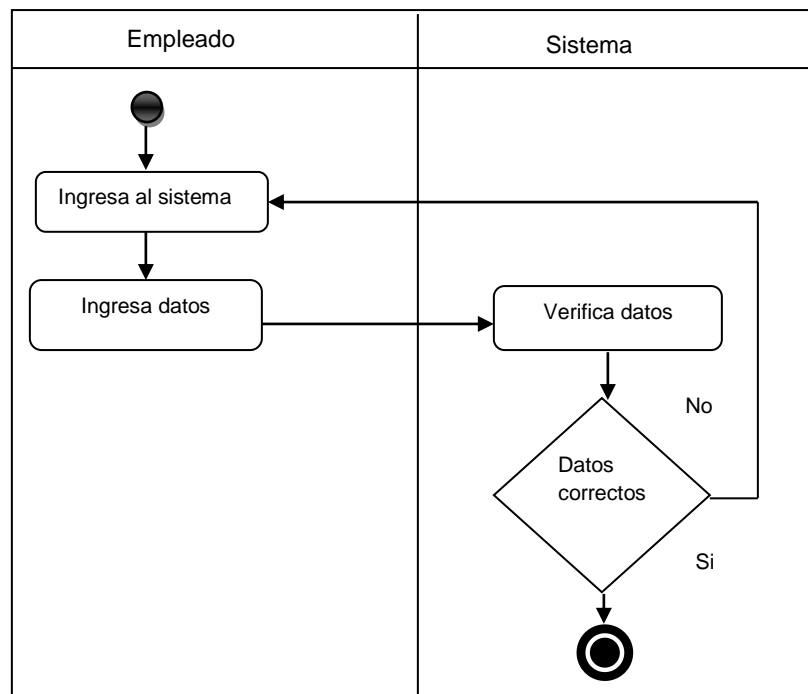 Empleado
Sistema
Ingresa al sistema
Ingresa datos
Verifica datos
No
Datos
correctos
Si